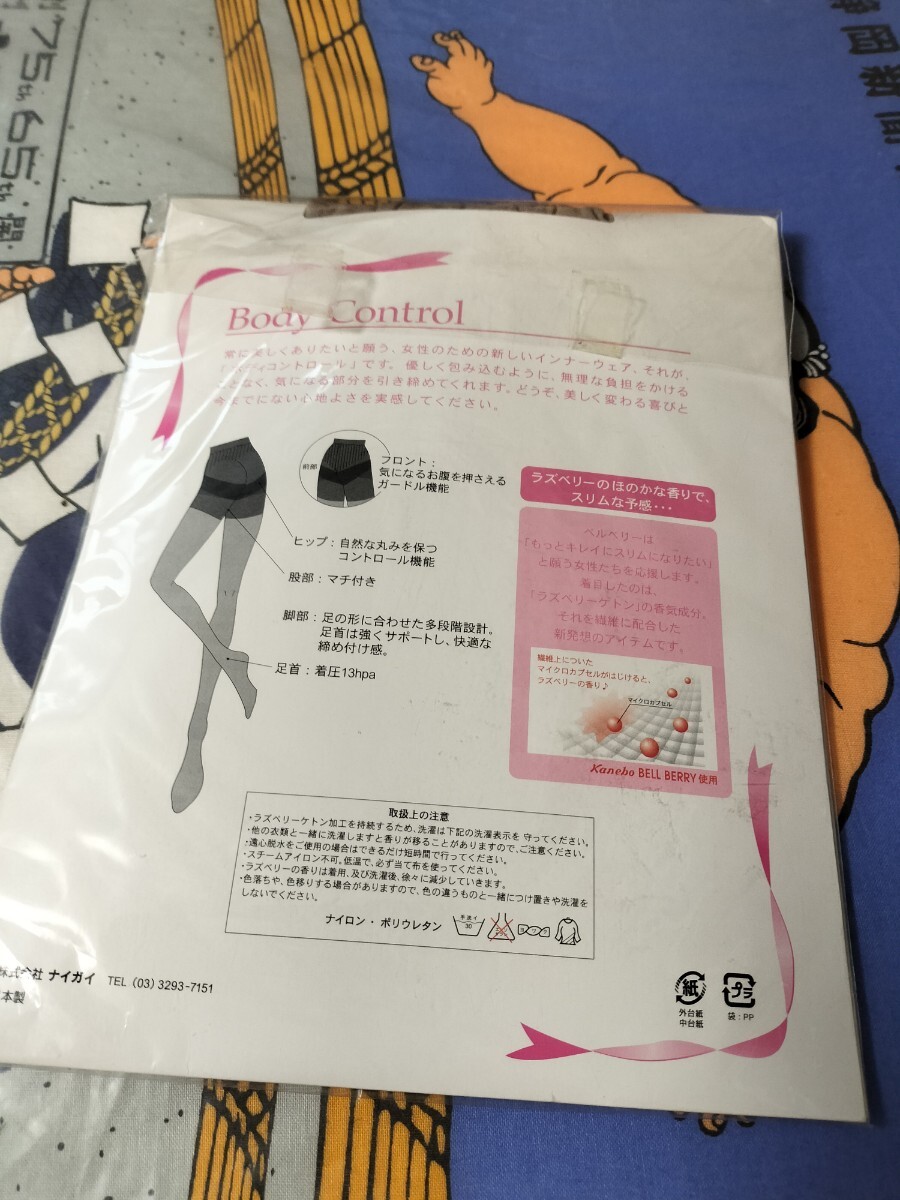 75th 65th
静岡新聞
Body Control
常に美しくありたいと願う、女性のための新しいインナーウェア、それが、
「ボディコントロール」です。優しく包み込むように、無理な負担をかける
ことなく、気になる部分を引き締めてくれます。どうぞ、美しく変わる喜びと
今までにない心地よさを実感してください。
前部
フロント:
気になるお腹を押さえる
ガードル機能
ヒップ:自然な丸みを保つ
コントロール機能
股部:マチ付き
脚部:足の形に合わせた多段階設計。
足首は強くサポートし、快適な
締め付け感。
足首:着圧13hpa
ラズベリーのほのかな香りで、
スリムな予感・・・
ベルベリーは
「もっとキレイにスリムになりたい」
と願う女性たちを応援します。
着目したのは、
「ラズベリーケトン」の香気成分。
それを繊維に配合した
新発想のアイテムです。
繊維上についた
マイクロカプセルがはじけると、
ラズベリーの香り♪
マイクロカプセル
Kanebo BELL BERRY 使用
取扱上の注意
・ラズベリーケトン加工を持続するため、洗濯は下記の洗濯表示を守ってください。
・他の衣類と一緒に洗濯しますと香りが移ることがありますので、ご注意ください。
・遠心脱水をご使用の場合はできるだけ短時間で行ってください。
・スチームアイロン不可。低温で、必ず当て布を使ってください。
・ラズベリーの香りは着用、及び洗濯後、徐々に減少していきます。
・色落ちや、色移りする場合がありますので、色の違うものと一緒につけ置きや洗濯を
しないでください。
ナイロン・ポリウレタン
手洗イ
30
株式会社 ナイガイ TEL (03) 3293-7151
本製
紙
外台紙
中台紙
プラ
袋:PP